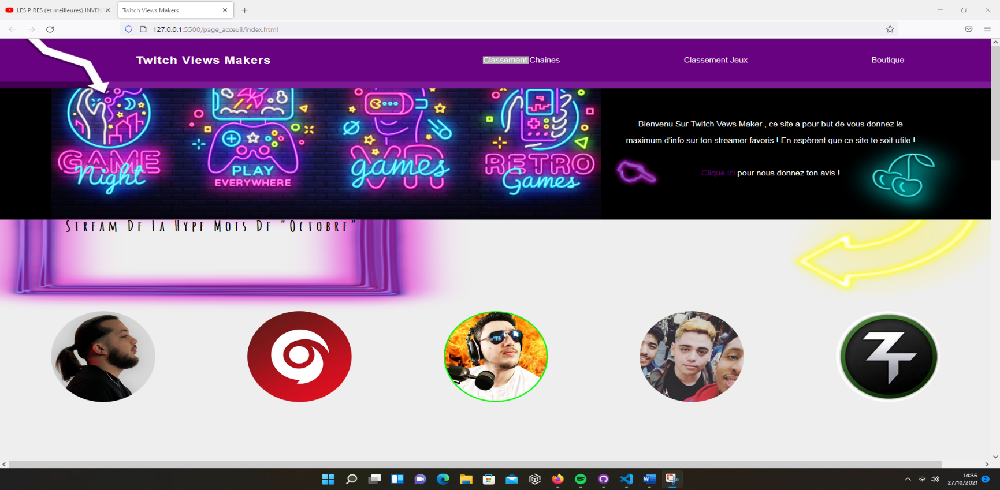 LES PIRES (et meilleures) INVEN
Twitch Views Makers
127.0.0.1:5500/page_acceuil/index.html
Twitch Views Makers
Classement Chaines
Classement Jeux
Boutique
GAME
Night
PLAY
EVERYWHERE
VR
games
RETRO
Games
Bienvenu Sur Twitch Vews Maker , ce site a pour but de vous donnez le
maximum d'info sur ton streamer favoris ! En espèrent que ce site te soit utile !
Clique ici pour nous donnez ton avis !
Stream De La Hype Mois De "Octobre"
14:36
27/10/2021
2